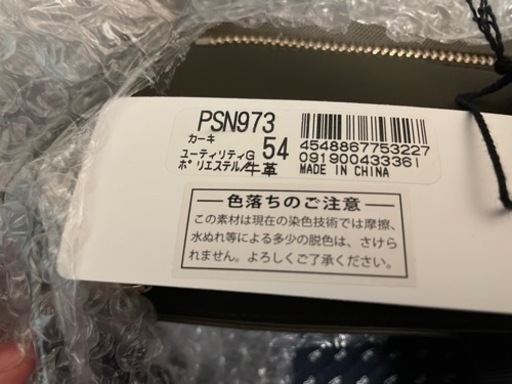 PSN973
カーキ
ユーティリティG 54
ポリエステル/牛革
4548867753227
091900433361
MADE IN CHINA
色落ちのご注意
この素材は現在の染色技術では摩擦、
水ぬれ等による多少の脱色は、さけら
れません。よろしくご了承ください。